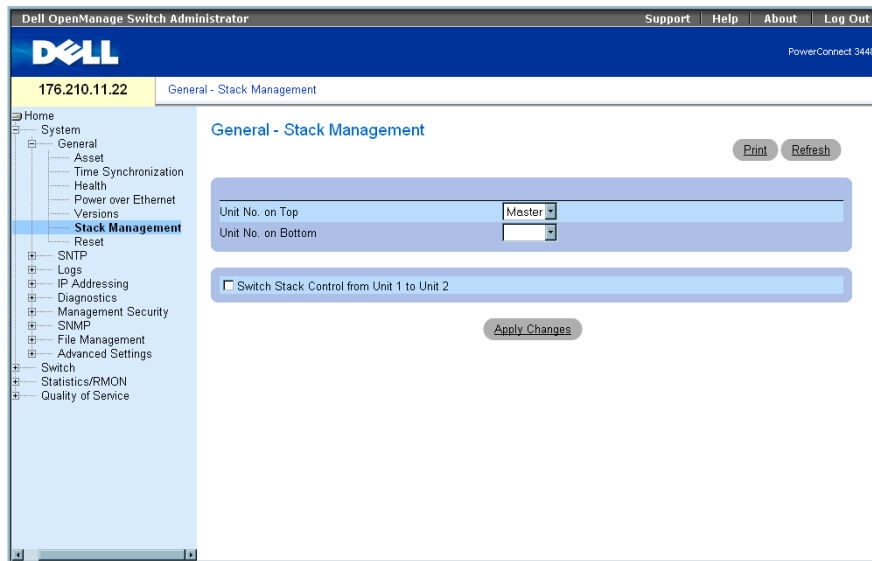 Dell OpenManage Switch Administrator
Support | Help | About | Log Out
DELL
PowerConnect 344
176.210.11.22
General - Stack Management
Home
System
General
Asset
Time Synchronization
Health
Power over Ethernet
Versions
Stack Management
Reset
SNTP
Logs
IP Addressing
Diagnostics
Management Security
SNMP
File Management
Advanced Settings
Switch
Statistics/RMON
Quality of Service
General - Stack Management
Print
Refresh
Unit No. on Top
Master
Unit No. on Bottom
Switch Stack Control from Unit 1 to Unit 2
Apply Changes